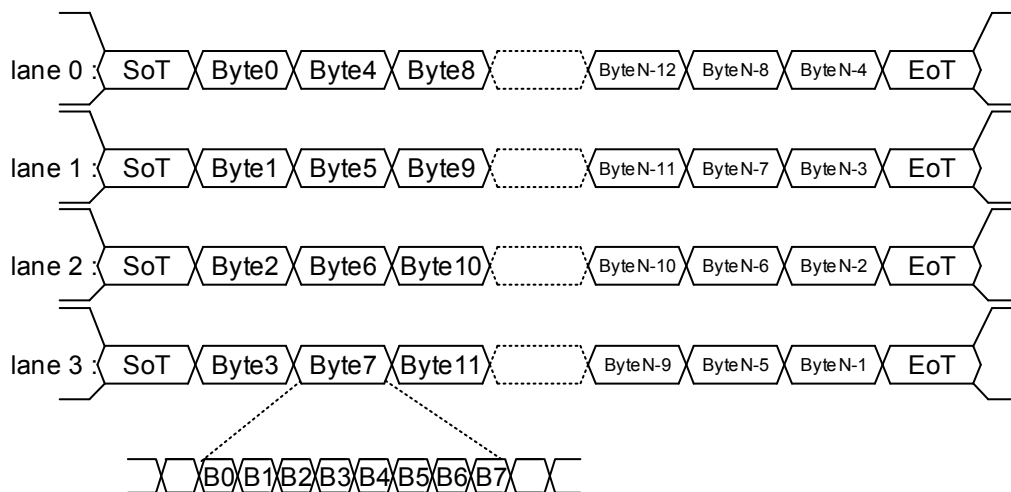 lane 0 : SoT Byte0 Byte4 Byte8 ByteN-12 ByteN-8 ByteN-4 EoT
lane 1 : SoT Byte1 Byte5 Byte9 ByteN-11 ByteN-7 ByteN-3 EoT
lane 2 : SoT Byte2 Byte6 Byte10 ByteN-10 ByteN-6 ByteN-2 EoT
lane 3 : SoT Byte3 Byte7 Byte11 ByteN-9 ByteN-5 ByteN-1 EoT
B0 B1 B2 B3 B4 B5 B6 B7